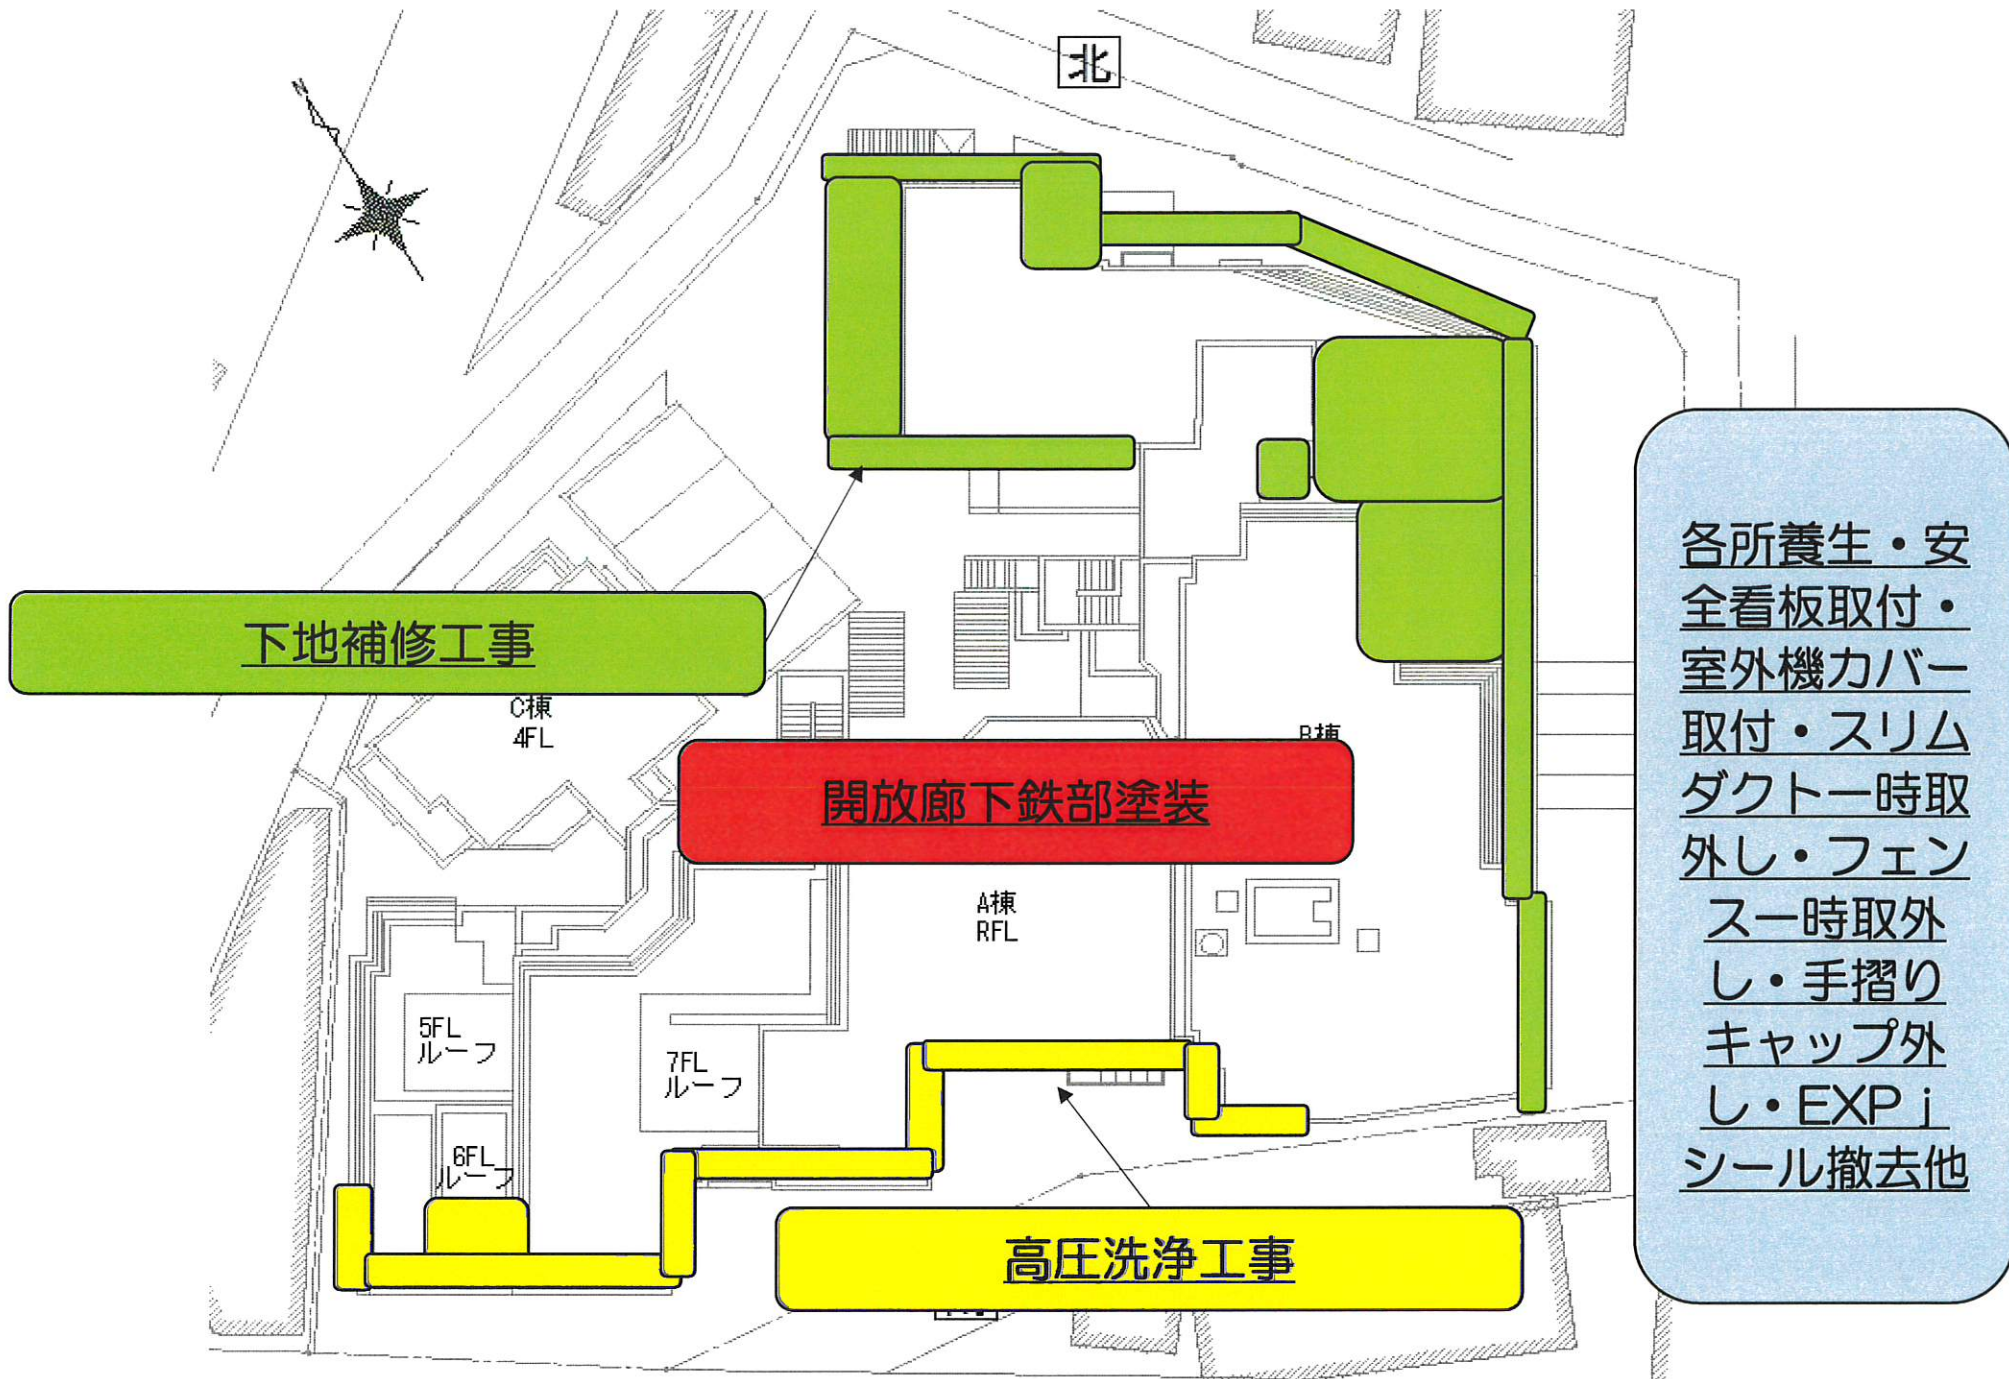 北
N
下地補修工事
C棟
4FL
B棟
開放廊下鉄部塗装
A棟
RFL
5FL
ルーフ
7FL
ルーフ
6FL
ルーフ
高圧洗浄工事
各所養生・安
全看板取付・
室外機カバー
取付・スリム
ダクト一時取
外し・フェン
ス一時取外
し・手摺り
キャップ外
し・EXPｊ
シール撤去他